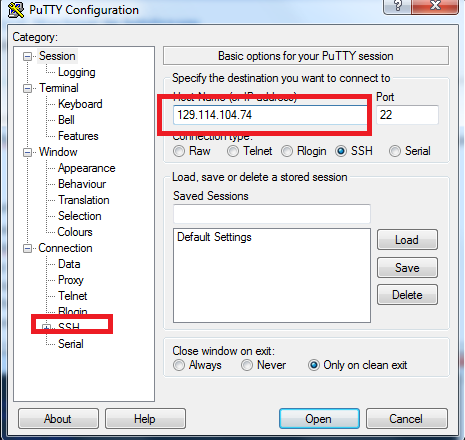 PuTTY Configuration
?
Category:
Session
Logging
Terminal
Keyboard
Bell
Features
Window
Appearance
Behaviour
Translation
Selection
Colours
Connection
Data
Proxy
Telnet
Rlogin
SSH
Serial
Basic options for your PuTTY session
Specify the destination you want to connect to
Host Name (or IP address)
Port
129.114.104.74
22
Connection type:
Raw
Telnet
Rlogin
SSH
Serial
Load, save or delete a stored session
Saved Sessions
Default Settings
Load
Save
Delete
Close window on exit:
Always
Never
Only on clean exit
About
Help
Open
Cancel